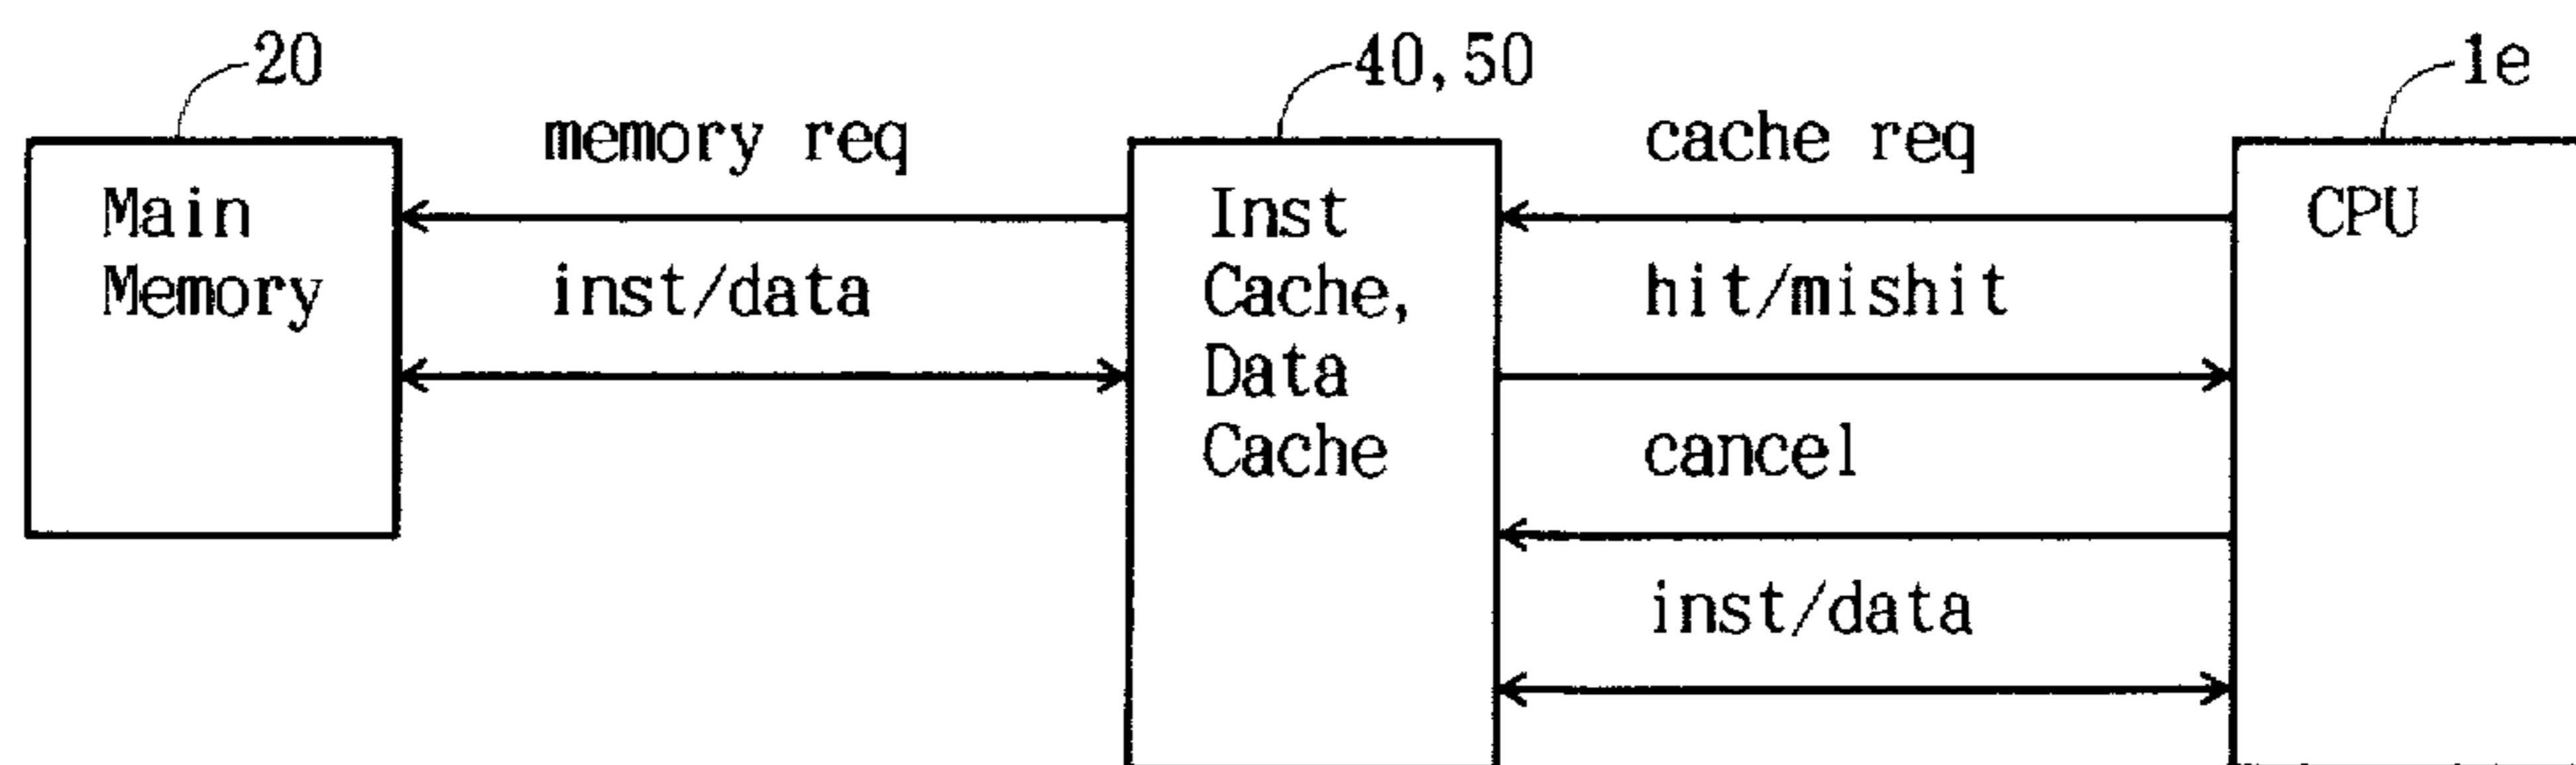 20
40,50
1e
memory req
cache req
Main
Memory
Inst
Cache,
Data
Cache
CPU
inst/data
hit/mishit
cancel
inst/data